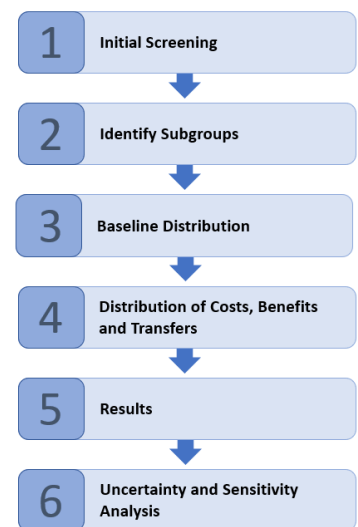 1
Initial Screening
2
Identify Subgroups
3
Baseline Distribution
4
Distribution of Costs, Benefits
and Transfers
5
Results
6
Uncertainty and Sensitivity
Analysis